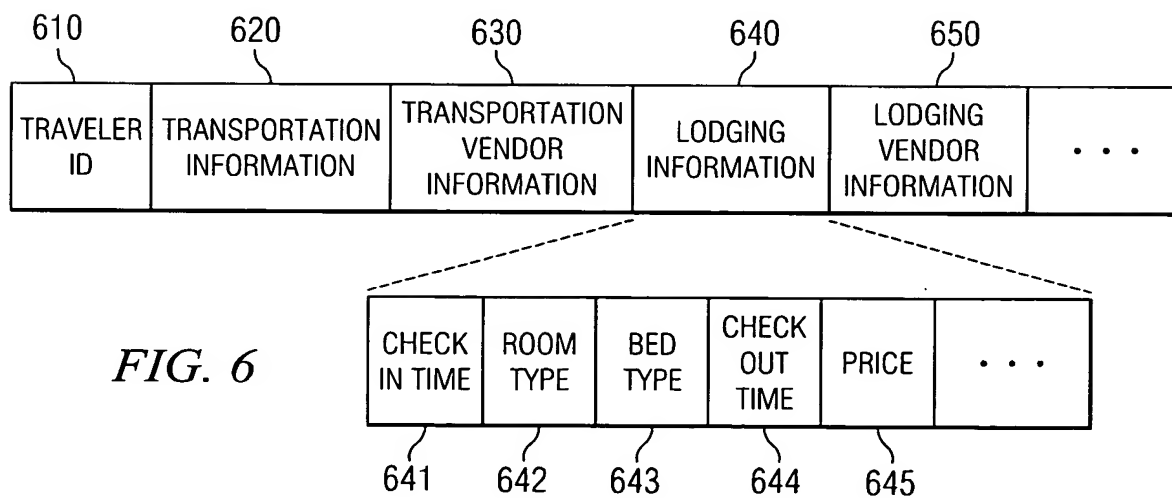 610 620 630 640 650
TRAVELER
ID
TRANSPORTATION
INFORMATION
TRANSPORTATION
VENDOR
INFORMATION
LODGING
INFORMATION
LODGING
VENDOR
INFORMATION
• • •
FIG. 6
CHECK
IN TIME
ROOM
TYPE
BED
TYPE
CHECK
OUT
TIME
PRICE
• • •
641 642 643 644 645